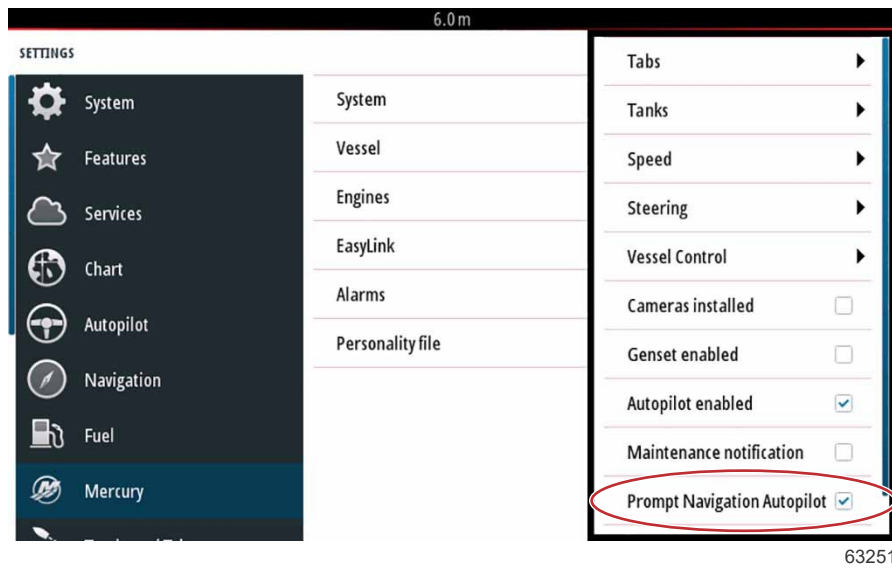 6.0 m
SETTINGS
System
Features
Services
Chart
Autopilot
Navigation
Fuel
Mercury
System
Vessel
Engines
EasyLink
Alarms
Personality file
Tabs
Tanks
Speed
Steering
Vessel Control
Cameras installed
Genset enabled
Autopilot enabled
Maintenance notification
Prompt Navigation Autopilot
63251